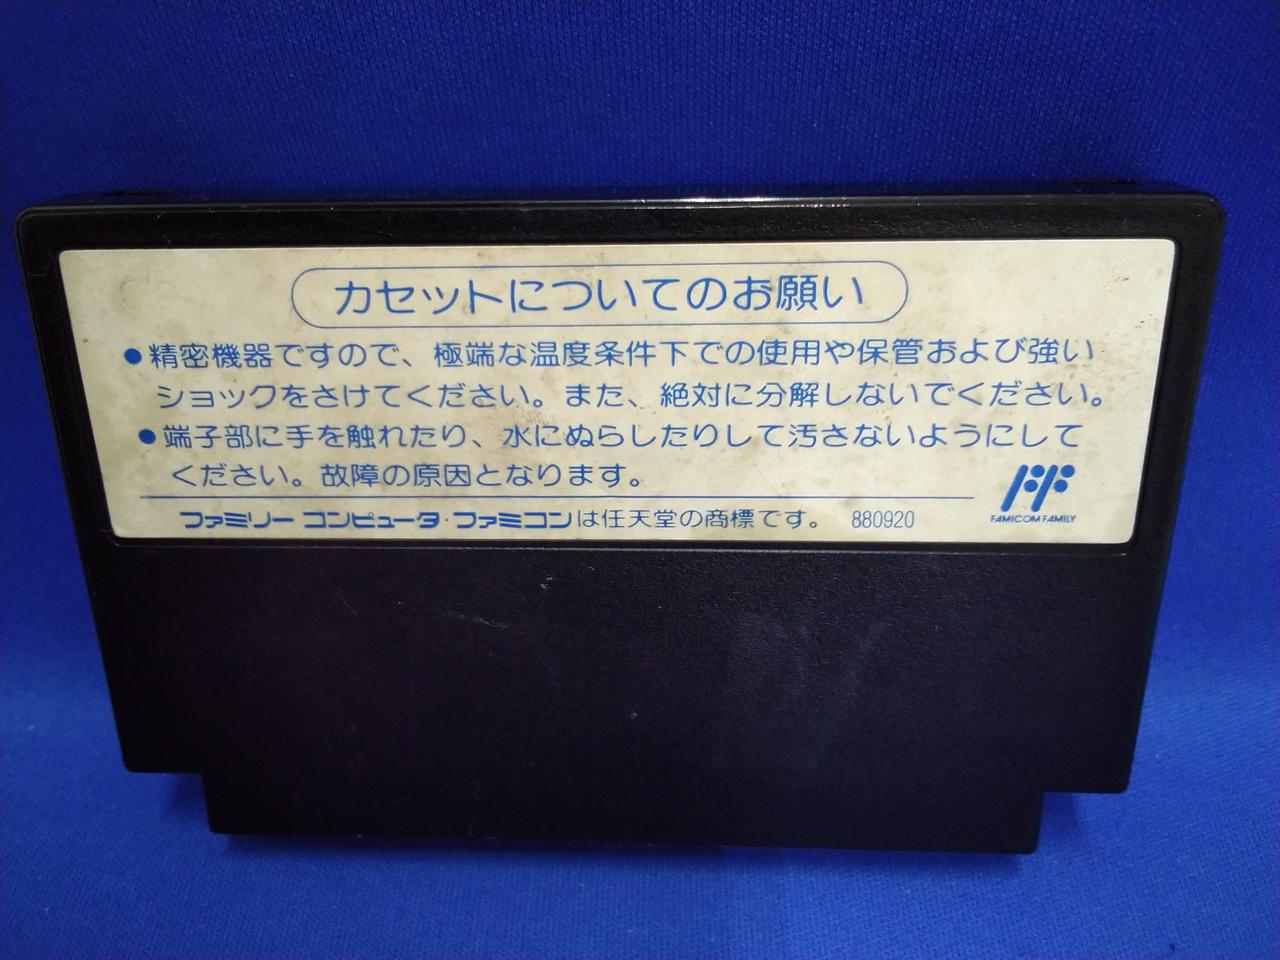 カセットについてのお願い
●精密機器ですので、極端な温度条件下での使用や保管および強い
ショックをさけてください。また、絶対に分解しないでください。
●端子部に手を触れたり、水にぬらしたりして汚さないようにして
ください。故障の原因となります。
ファミリーコンピュータ・ファミコンは任天堂の商標です。 880920
FAMICOM FAMILY